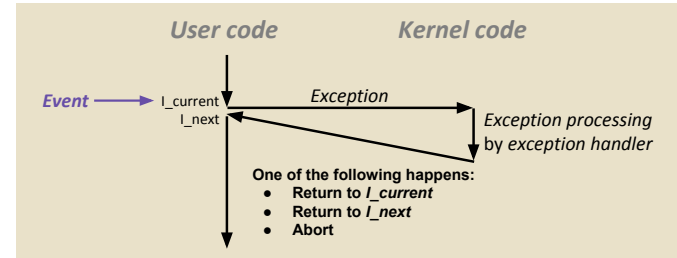 User code Kernel code
Event I_current Exception
I_next
Exception processing
by exception handler
One of the following happens:
● Return to I_current
● Return to I_next
● Abort